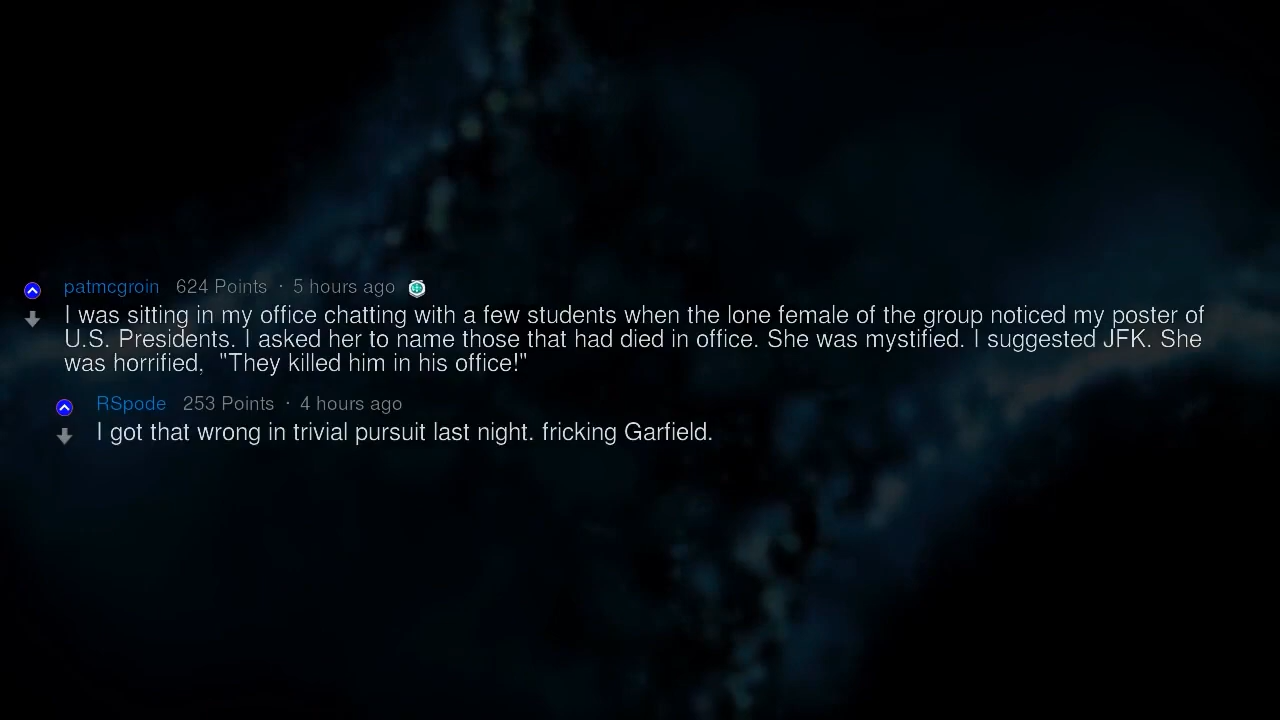 patmcgroin 624 Points · 5 hours ago
I was sitting in my office chatting with a few students when the lone female of the group noticed my poster of
U.S. Presidents. I asked her to name those that had died in office. She was mystified. I suggested JFK. She
was horrified, "They killed him in his office!"
RSpode 253 Points · 4 hours ago
I got that wrong in trivial pursuit last night. fricking Garfield.